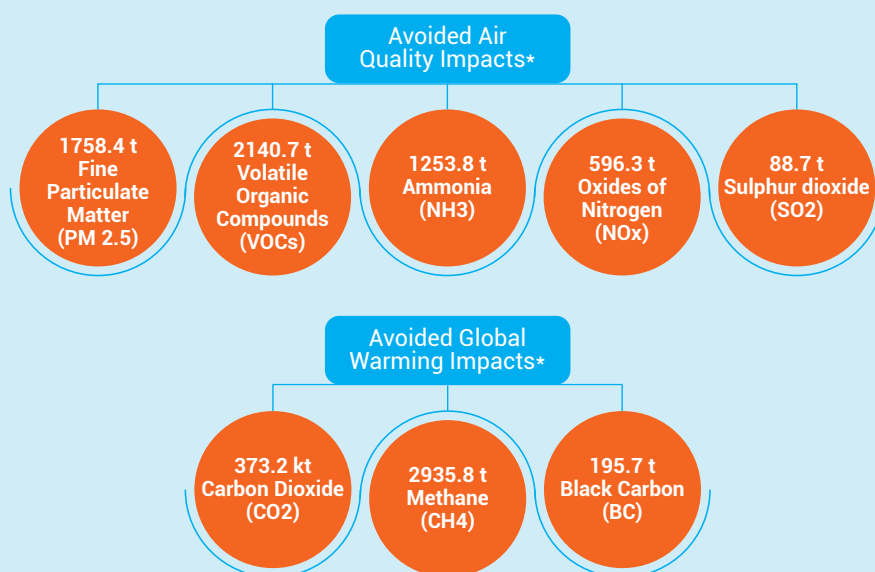 Avoided Air
Quality Impacts*
1758.4 t
Fine
Particulate
Matter
(PM 2.5)
2140.7 t
Volatile
Organic
Compounds
(VOCs)
1253.8 t
Ammonia
(NH3)
596.3 t
Oxides of
Nitrogen
(NOx)
88.7 t
Sulphur dioxide
(SO2)
Avoided Global
Warming Impacts*
373.2 kt
Carbon Dioxide
(CO2)
2935.8 t
Methane
(CH4)
195.7 t
Black Carbon
(BC)